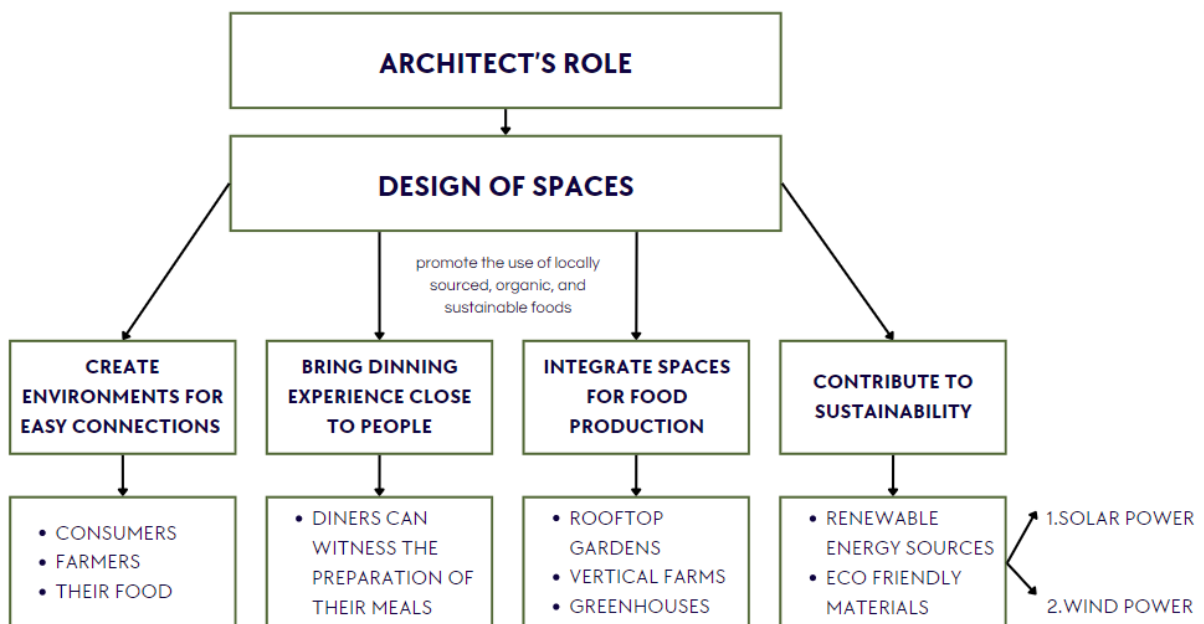 ARCHITECT'S ROLE
DESIGN OF SPACES
promote the use of locally
sourced, organic, and
sustainable foods
CREATE
ENVIRONMENTS FOR
EASY CONNECTIONS
BRING DINNING
EXPERIENCE CLOSE
TO PEOPLE
INTEGRATE SPACES
FOR FOOD
PRODUCTION
CONTRIBUTE TO
SUSTAINABILITY
• CONSUMERS
• FARMERS
• THEIR FOOD
• DINERS CAN
WITNESS THE
PREPARATION OF
THEIR MEALS
• ROOFTOP
GARDENS
• VERTICAL FARMS
• GREENHOUSES
• RENEWABLE
ENERGY SOURCES
• ECO FRIENDLY
MATERIALS
1.SOLAR POWER
2.WIND POWER